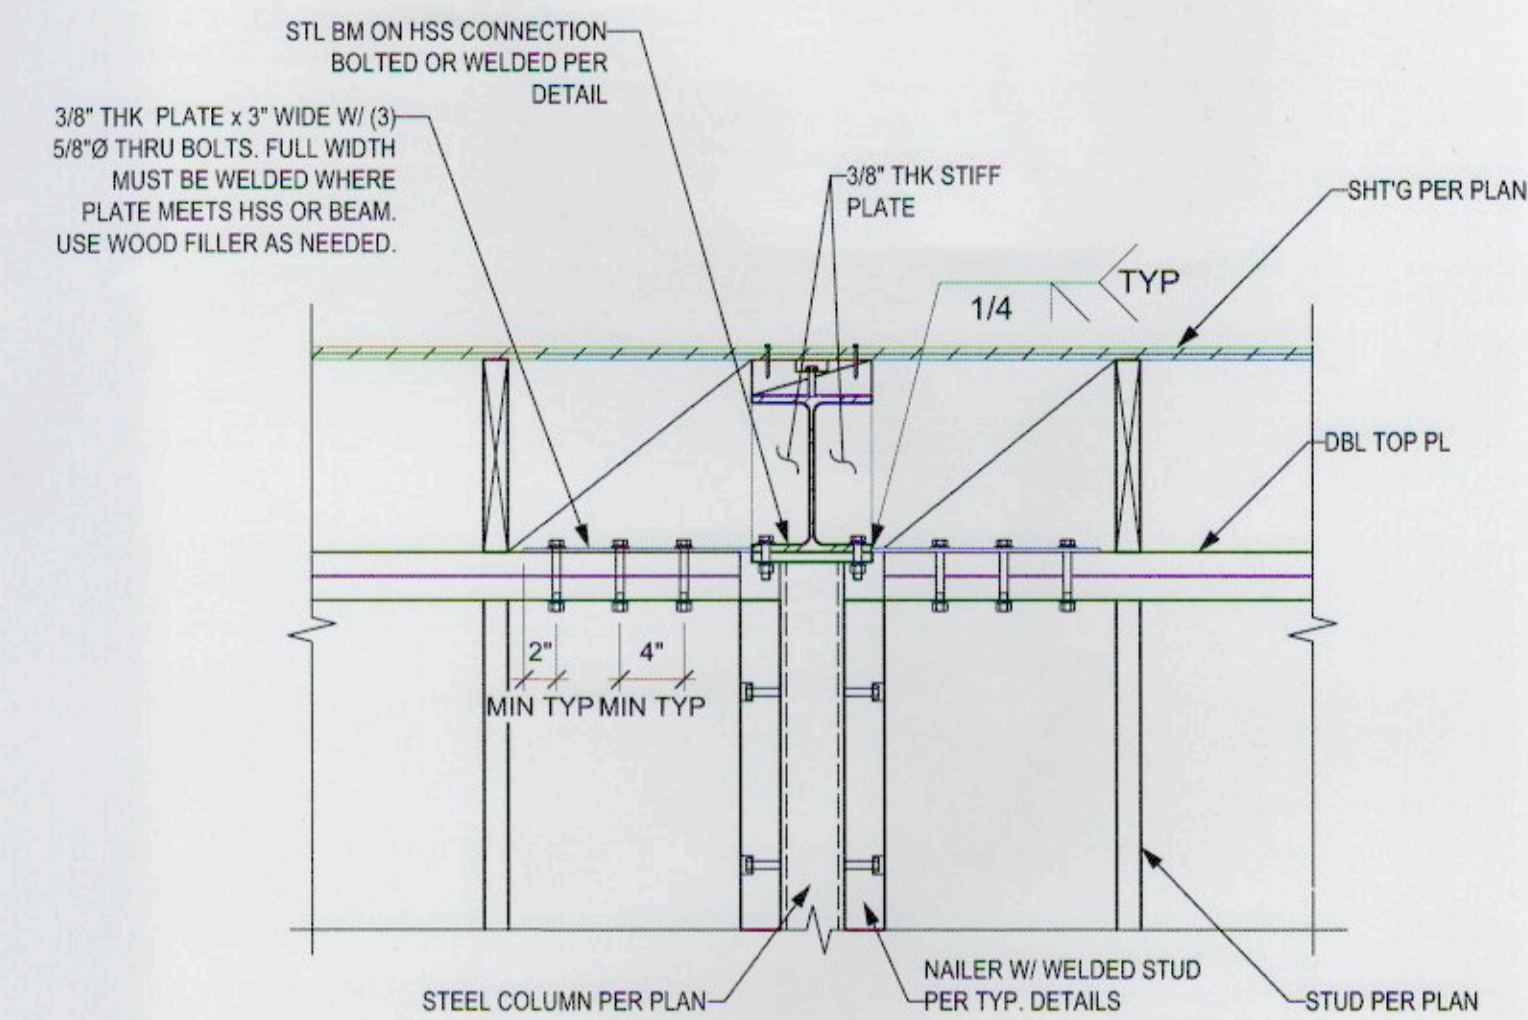 STL BM ON HSS CONNECTION
BOLTED OR WELDED PER
DETAIL
3/8" THK PLATE x 3" WIDE W/ (3)
5/8"Ø THRU BOLTS. FULL WIDTH
MUST BE WELDED WHERE
PLATE MEETS HSS OR BEAM.
USE WOOD FILLER AS NEEDED.
3/8" THK STIFF
PLATE
SHT'G PER PLAN
TYP
1/4
DBL TOP PL
2"
4"
MIN TYP
MIN TYP
NAILER W/ WELDED STUD
PER TYP. DETAILS
STEEL COLUMN PER PLAN
STUD PER PLAN